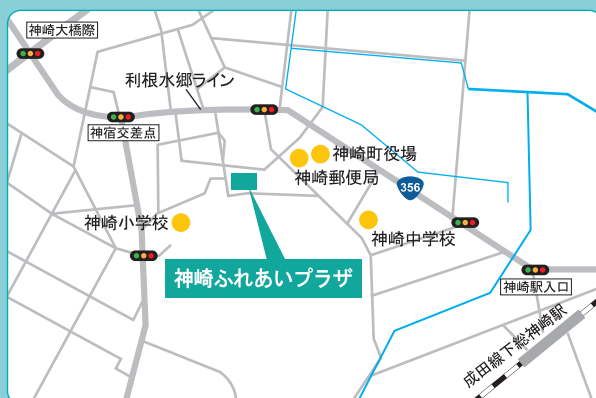 神崎大橋際
利根水郷ライン
神宿交差点
神崎町役場
神崎郵便局
356
神崎小学校
神崎中学校
神崎ふれあいプラザ
神崎駅入口
成田線下総神崎駅